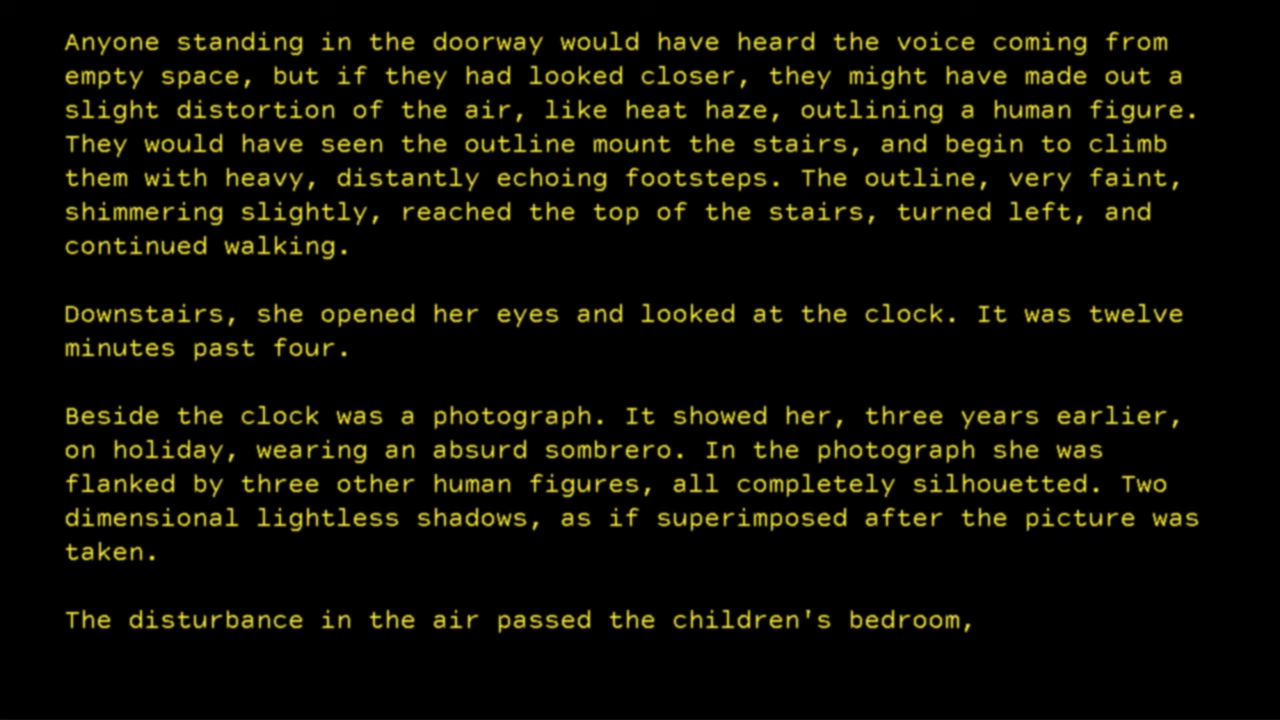 Anyone standing in the doorway would have heard the voice coming from
empty space, but if they had looked closer, they might have made out a
slight distortion of the air, like heat haze, outlining a human figure.
They would have seen the outline mount the stairs, and begin to climb
them with heavy, distantly echoing footsteps. The outline, very faint,
shimmering slightly, reached the top of the stairs, turned left, and
continued walking.
Downstairs, she opened her eyes and looked at the clock. It was twelve
minutes past four.
Beside the clock was a photograph. It showed her, three years earlier,
on holiday, wearing an absurd sombrero. In the photograph she was
flanked by three other human figures, all completely silhouetted. Two
dimensional lightless shadows, as if superimposed after the picture was
taken.
The disturbance in the air passed the children's bedroom,